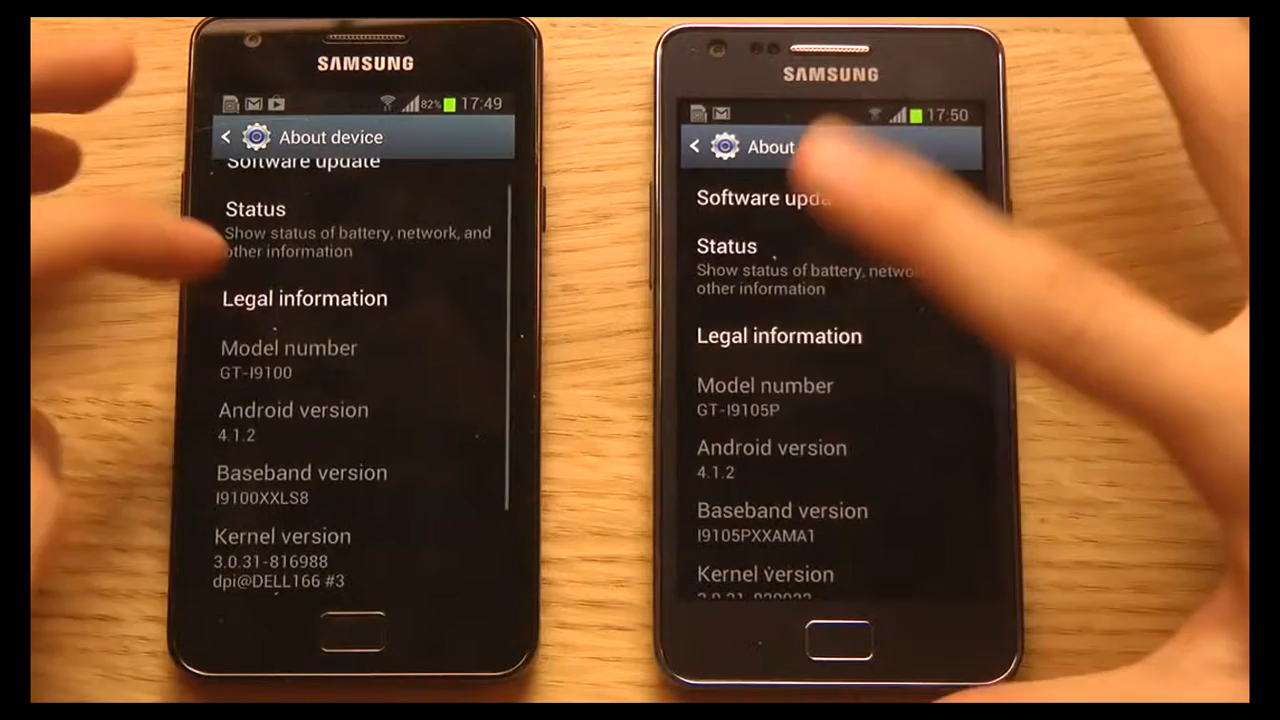 SAMSUNG
82% 17:49
About device
Software update
Status
Show status of battery, network, and
other information
Legal information
Model number
GT-I9100
Android version
4.1.2
Baseband version
I9100XXLS8
Kernel version
3.0.31-816988
dpi@DELL166 #3
SAMSUNG
17:50
About
Software upda
Status
Show status of battery, netwo
other information
Legal information
Model number
GT-I9105P
Android version
4.1.2
Baseband version
I9105PXXAMA1
Kernel version